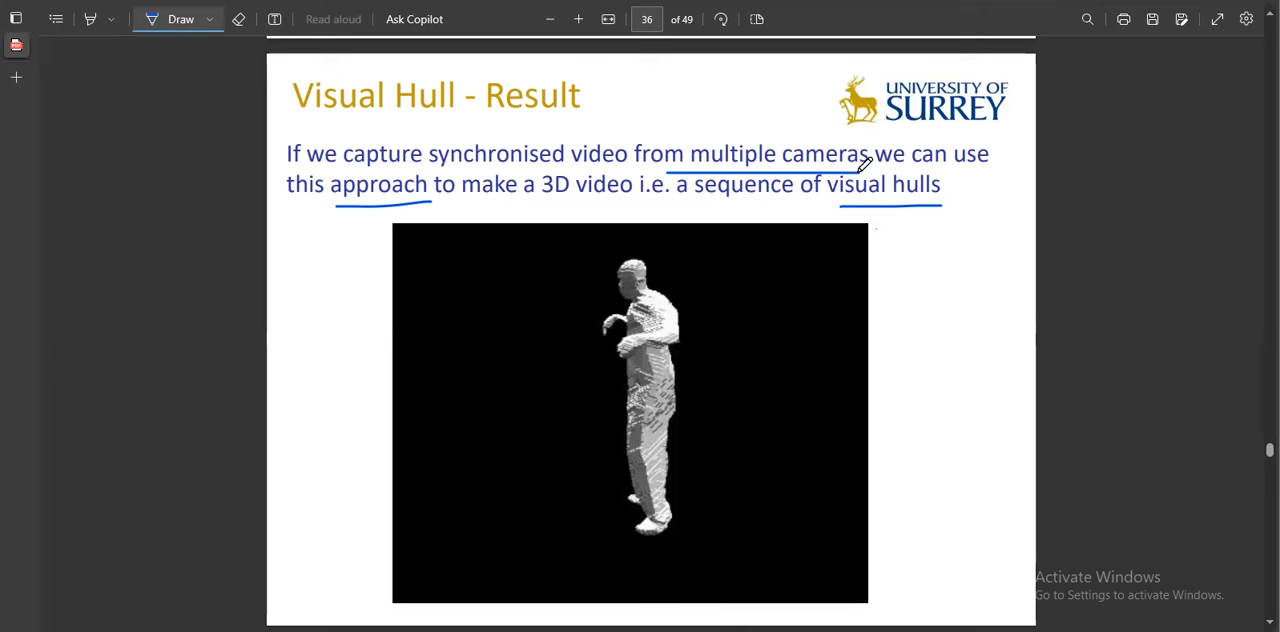 Draw
Read aloud
Ask Copilot
36
of 49
Visual Hull - Result
UNIVERSITY OF
SURREY
If we capture synchronised video from multiple cameras we can use
this approach to make a 3D video i.e. a sequence of visual hulls
Activate Windows
Go to Settings to activate Windows.